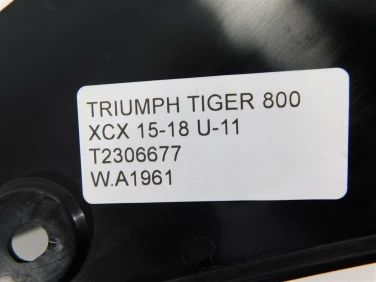 TRIUMPH TIGER 800
XCX 15-18 U-11
T2306677
W.A1961